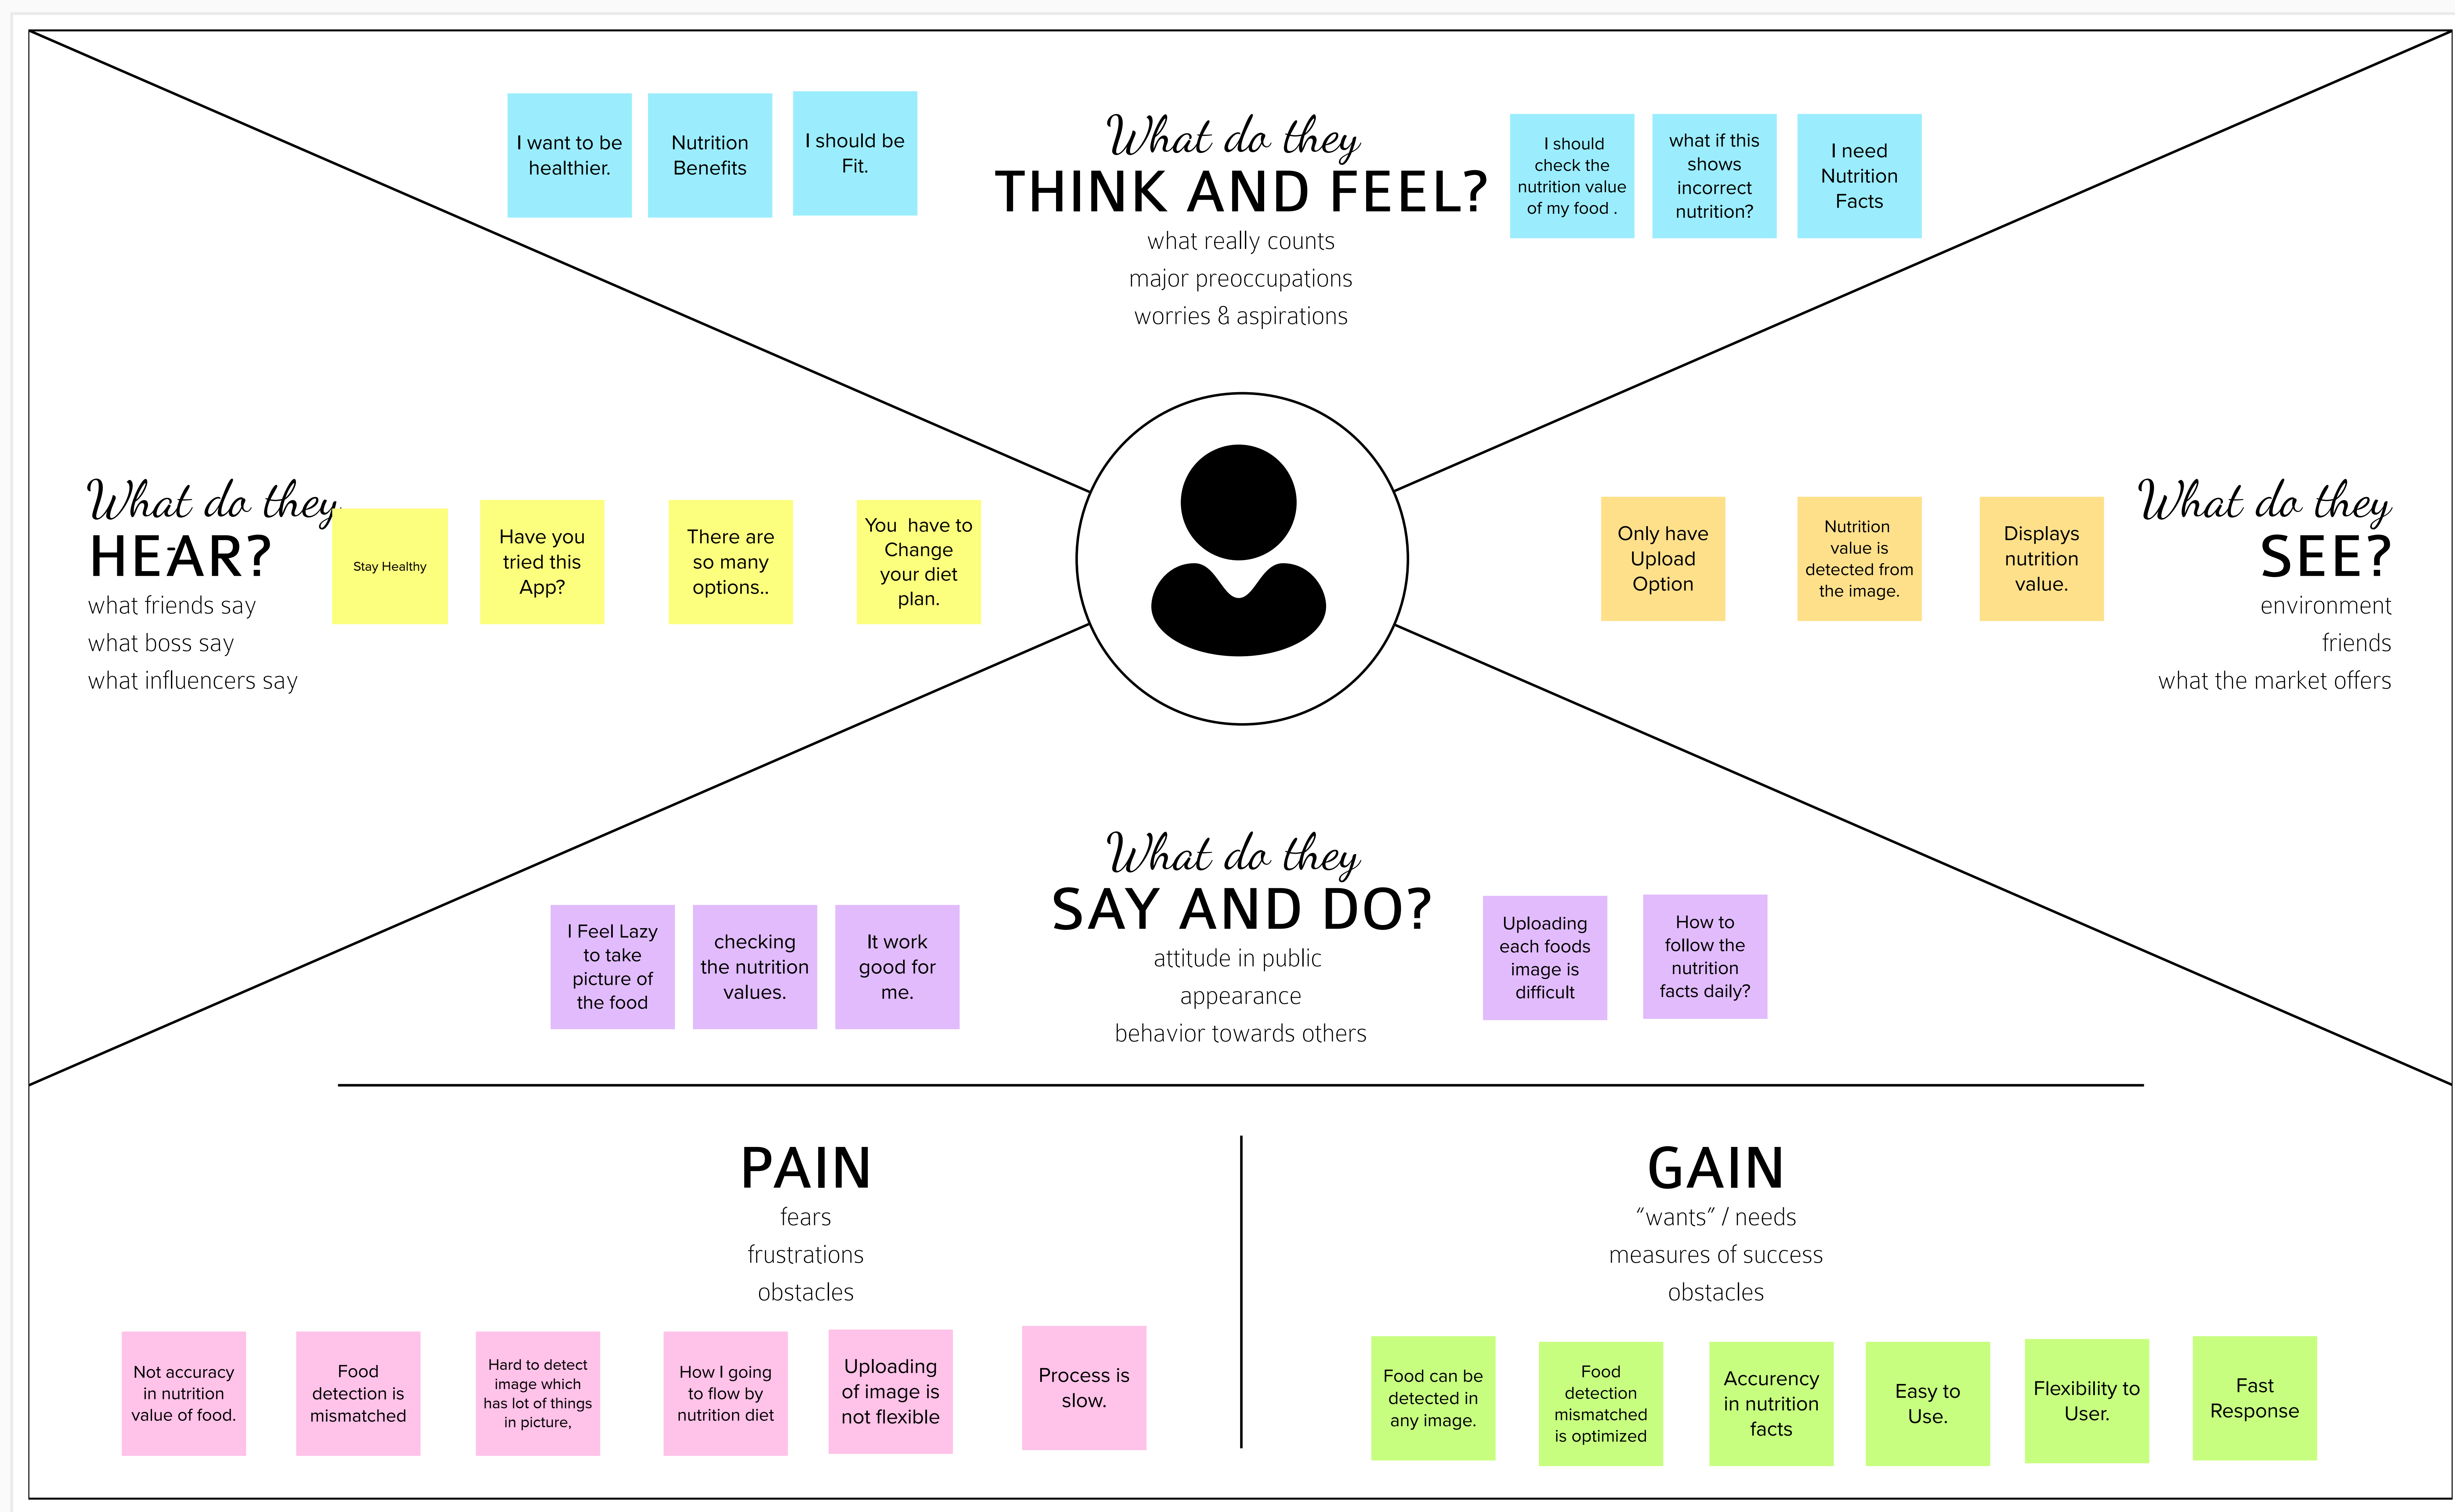 I want to be
healthier.
Nutrition
Benefits
I should be
Fit.
What do they
THINK AND FEEL?
what really counts
major preoccupations
worries & aspirations
I should
check the
nutrition value
of my food .
what if this
shows
incorrect
nutrition?
I need
Nutrition
Facts
What do they
HEAR?
what friends say
what boss say
what influencers say
Stay Healthy
Have you
tried this
App?
There are
so many
options..
You have to
Change
your diet
plan.
Only have
Upload
Option
Nutrition
value is
detected from
the image.
Displays
nutrition
value.
What do they
SEE?
environment
friends
what the market offers
I Feel Lazy
to take
picture of
the food
checking
the nutrition
values.
It work
good for
me.
What do they
SAY AND DO?
attitude in public
appearance
behavior towards others
Uploading
each foods
image is
difficult
How to
follow the
nutrition
facts daily?
PAIN
fears
frustrations
obstacles
Not accuracy
in nutrition
value of food.
Food
detection is
mismatched
Hard to detect
image which
has lot of things
in picture,
How I going
to flow by
nutrition diet
Uploading
of image is
not flexible
Process is
slow.
GAIN
“wants” / needs
measures of success
obstacles
Food can be
detected in
any image.
Food
detection
mismatched
is optimized
Accurency
in nutrition
facts
Easy to
Use.
Flexibility to
User.
Fast
Response